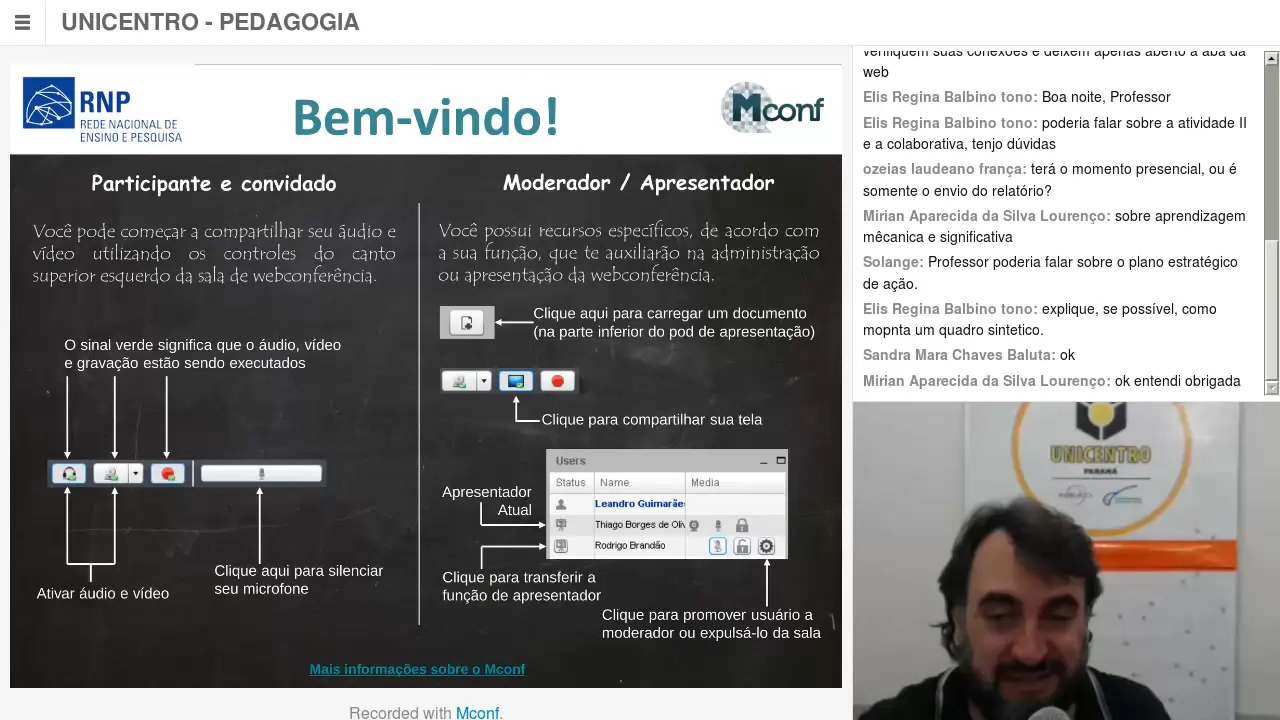 UNICENTRO - PEDAGOGIA
RNP
REDE NACIONAL DE
ENSINO E PESQUISA
Bem-vindo!
Mconf
Participante e convidado
Você pode começar a compartilhar seu áudio e
vídeo utilizando os controles do canto
superior esquerdo da sala de webconferência.
O sinal verde significa que o áudio, vídeo
e gravação estão sendo executados
Ativar áudio e vídeo
Clique aqui para silenciar
seu microfone
Moderador / Apresentador
Você possui recursos específicos, de acordo com
a sua função, que te auxiliarão na administração
ou apresentação da webconferência.
Clique aqui para carregar um documento
(na parte inferior do pod de apresentação)
Clique para compartilhar sua tela
Users
Status Name Media
Leandro Guimarães
Thiago Borges de Oliv
Rodrigo Brandão
Apresentador
Atual
Clique para transferir a
função de apresentador
Clique para promover usuário a
moderador ou expulsá-lo da sala
Mais informações sobre o Mconf
Recorded with Mconf.
verifiquem suas conexões e deixem apenas aberto a aba da
web
Elis Regina Balbino tono: Boa noite, Professor
Elis Regina Balbino tono: poderia falar sobre a atividade II
e a colaborativa, tenjo dúvidas
ozeias laudeano frança: terá o momento presencial, ou é
somente o envio do relatório?
Mirian Aparecida da Silva Lourenço: sobre aprendizagem
mêcanica e significativa
Solange: Professor poderia falar sobre o plano estratégico
de ação.
Elis Regina Balbino tono: explique, se possível, como
mopnta um quadro sintetico.
Sandra Mara Chaves Baluta: ok
Mirian Aparecida da Silva Lourenço: ok entendi obrigada
UNICENTRO
PARANÁ
NEAD